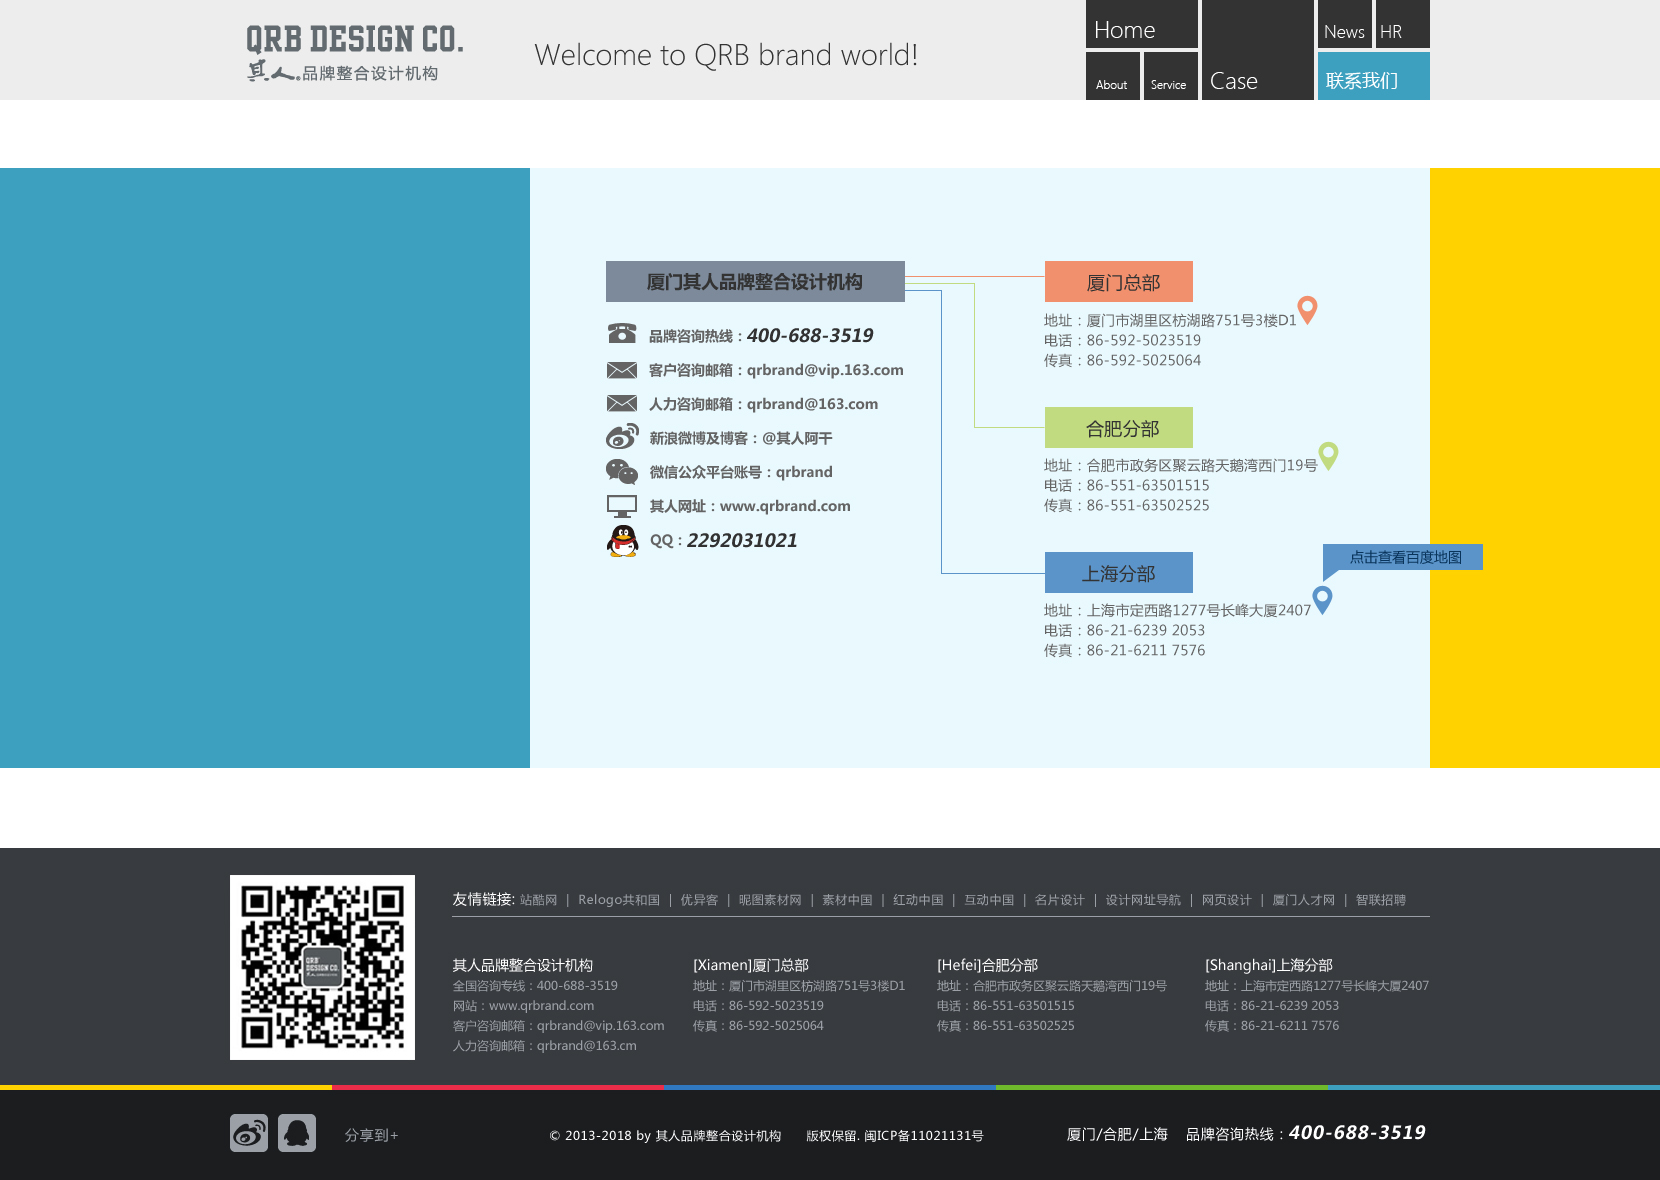 QRB DESIGN CO.
其人®品牌整合设计机构
Welcome to QRB brand world!
Home
About
Service
Case
News
HR
联系我们
厦门其人品牌整合设计机构
品牌咨询热线：400-688-3519
客户咨询邮箱：qrbrand@vip.163.com
人力咨询邮箱：qrbrand@163.com
新浪微博及博客：@其人阿干
微信公众平台账号：qrbrand
其人网址：www.qrbrand.com
QQ：2292031021
厦门总部
地址：厦门市湖里区枋湖路751号3楼D1
电话：86-592-5023519
传真：86-592-5025064
合肥分部
地址：合肥市政务区聚云路天鹅湾西门19号
电话：86-551-63501515
传真：86-551-63502525
点击查看百度地图
上海分部
地址：上海市定西路1277号长峰大厦2407
电话：86-21-6239 2053
传真：86-21-6211 7576
QRB DESIGN CO.
友情链接: 站酷网 | Relogo共和国 | 优异客 | 昵图素材网 | 素材中国 | 红动中国 | 互动中国 | 名片设计 | 设计网址导航 | 网页设计 | 厦门人才网 | 智联招聘
其人品牌整合设计机构
全国咨询专线：400-688-3519
网站：www.qrbrand.com
客户咨询邮箱：qrbrand@vip.163.com
人力咨询邮箱：qrbrand@163.cm
[Xiamen]厦门总部
地址：厦门市湖里区枋湖路751号3楼D1
电话：86-592-5023519
传真：86-592-5025064
[Hefei]合肥分部
地址：合肥市政务区聚云路天鹅湾西门19号
电话：86-551-63501515
传真：86-551-63502525
[Shanghai]上海分部
地址：上海市定西路1277号长峰大厦2407
电话：86-21-6239 2053
传真：86-21-6211 7576
分享到+
© 2013-2018 by 其人品牌整合设计机构 版权保留. 闽ICP备11021131号
厦门/合肥/上海 品牌咨询热线：400-688-3519